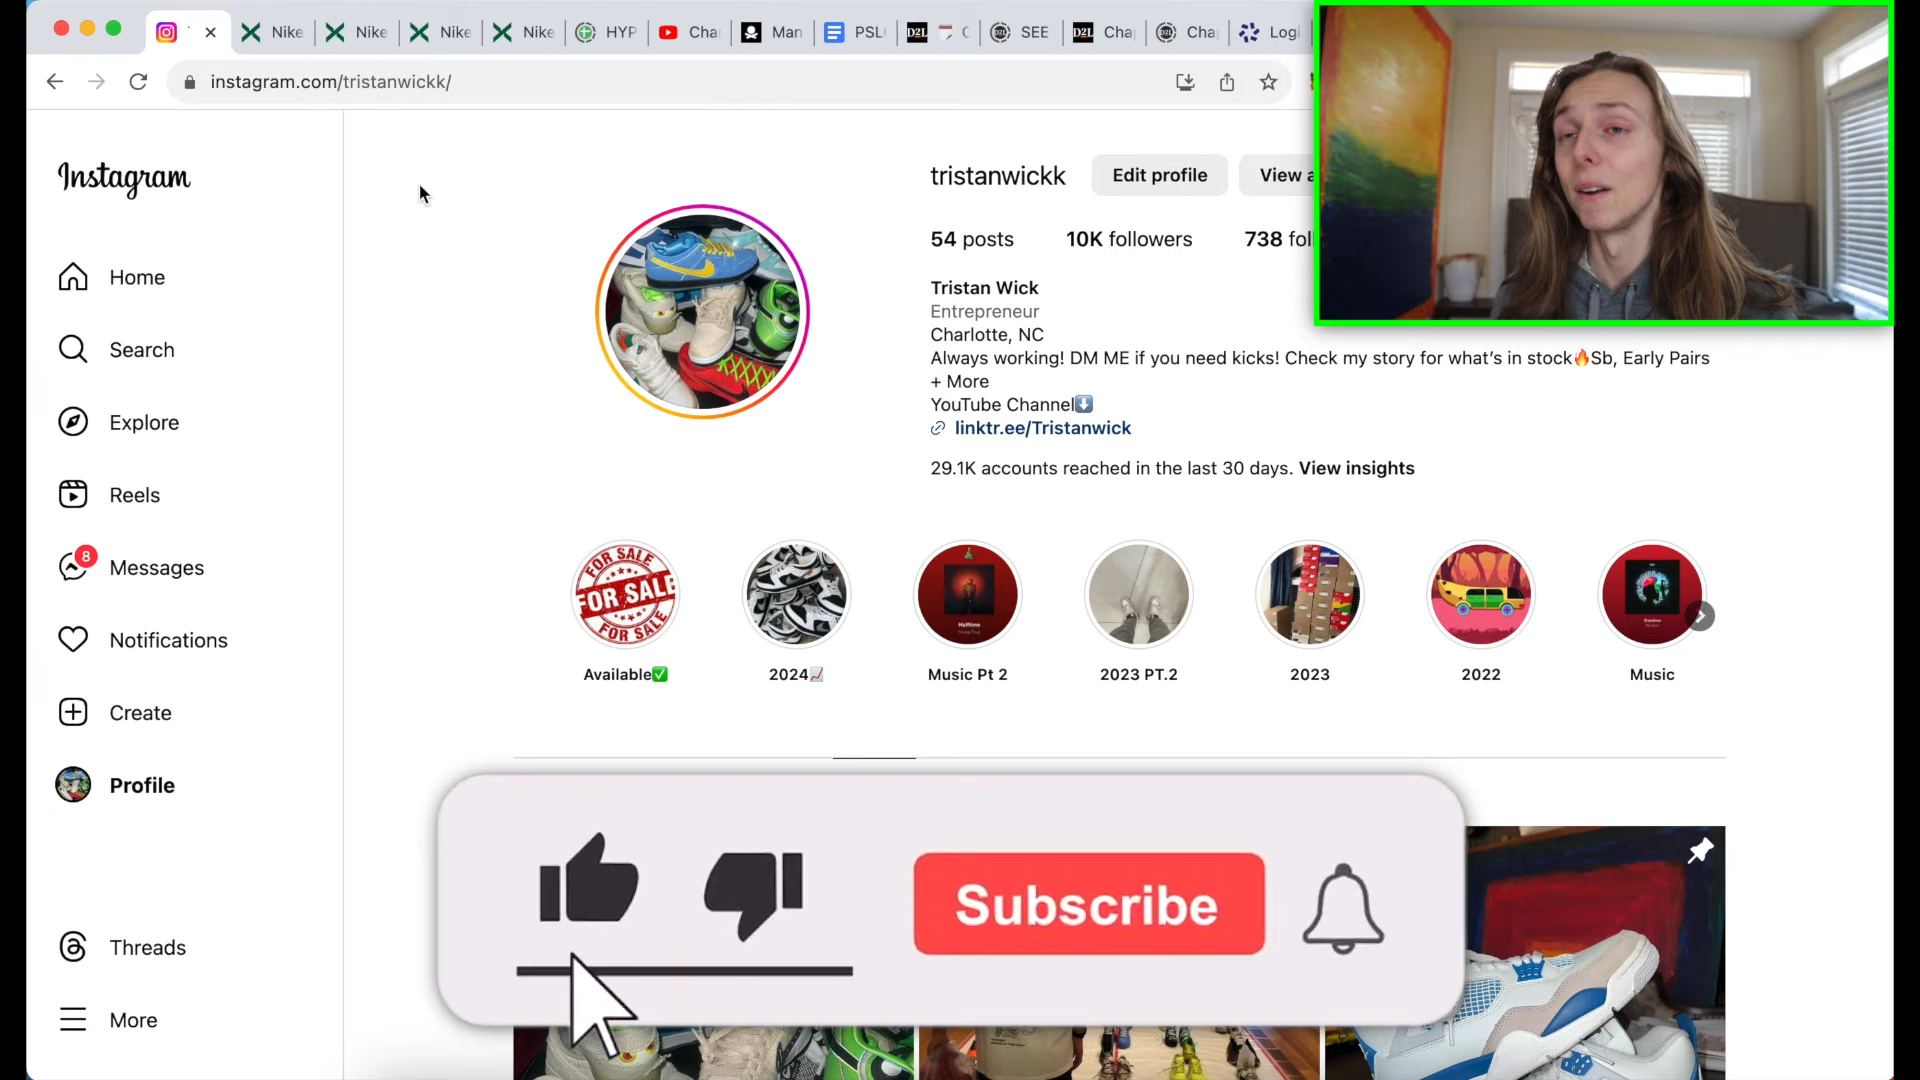 Nike
Nike
Nike
Nike
HYP
Cha
Man
PSL
D2L
SEE
D2L Cha
Cha
Logi
instagram.com/tristanwickk/
Instagram
tristanwickk
Edit profile
View a
54 posts
10K followers
738 foll
Tristan Wick
Entrepreneur
Charlotte, NC
Always working! DM ME if you need kicks! Check my story for what's in stock🔥Sb, Early Pairs
+ More
YouTube Channel⬇️
linktr.ee/Tristanwick
29.1K accounts reached in the last 30 days. View insights
Home
Search
Explore
Reels
8
Messages
Notifications
Create
Profile
Threads
More
FOR SALE
FOR SALE
FOR SALE
Available✅
2024📈
Music Pt 2
2023 PT.2
2023
2022
Music
Subscribe